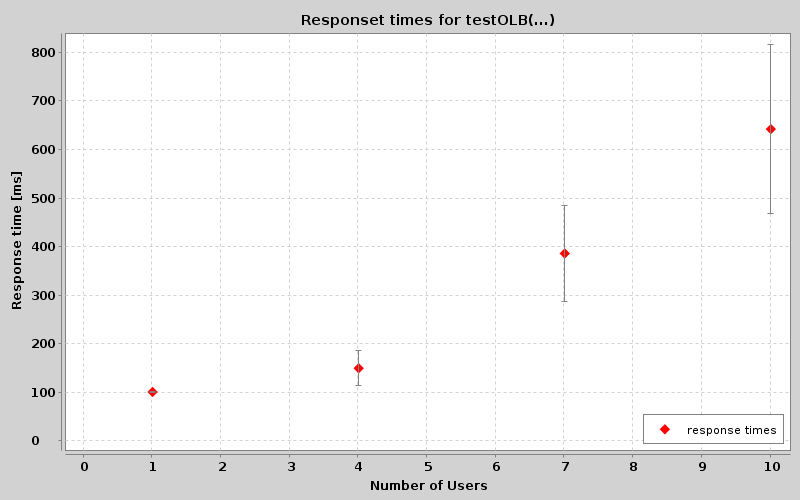 Responset times for testOLB(...)
Response time [ms]
800
700
600
500
400
300
200
100
0
0 1 2 3 4 5 6 7 8 9 10
Number of Users
response times